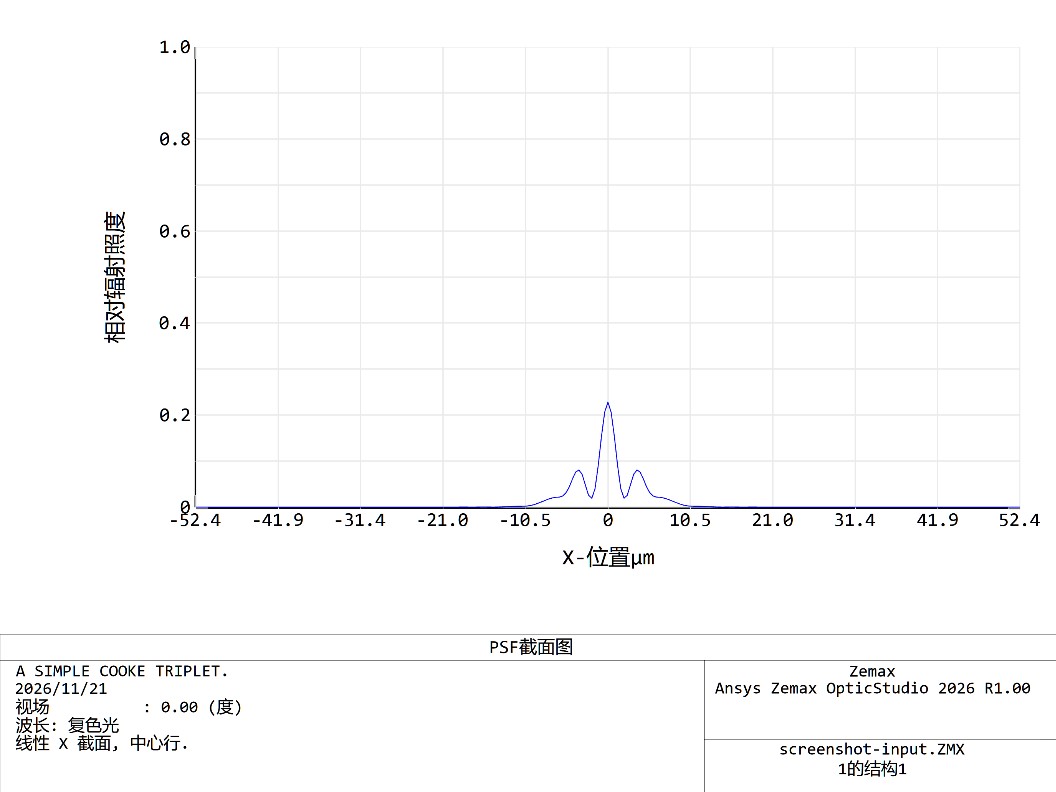 1.0
0.8
0.6
0.4
0.2
0
相对辐射照度
-52.4 -41.9 -31.4 -21.0 -10.5 0 10.5 21.0 31.4 41.9 52.4
X-位置µm
PSF截面图
A SIMPLE COOKE TRIPLET.
2026/11/21
视场 : 0.00 (度)
波长: 复色光
线性 X 截面, 中心行.
Zemax
Ansys Zemax OpticStudio 2026 R1.00
screenshot-input.ZMX
1的结构1